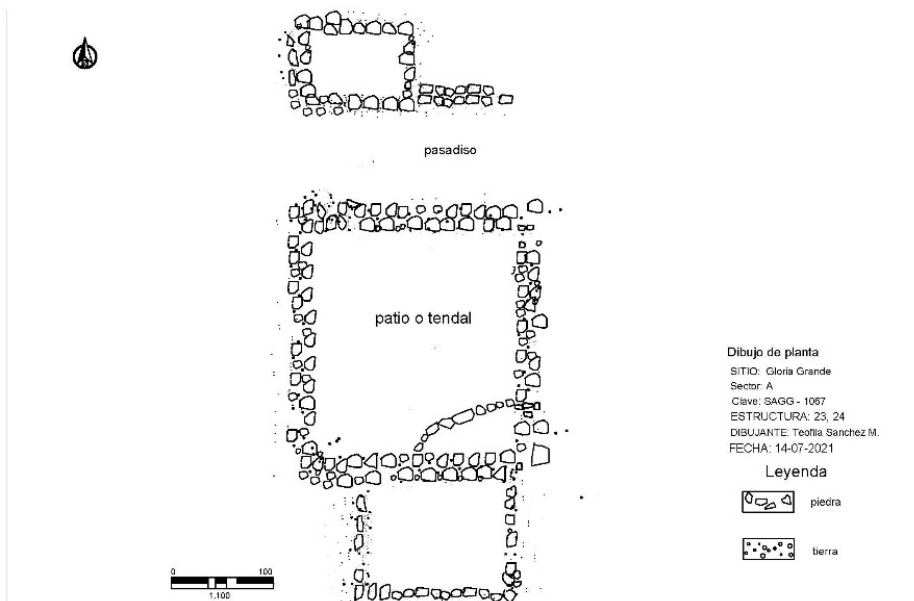 pasadiso
patio o tendal
Dibujo de planta
SITIO: Gloria Grande
Sector: A
Clave: SAGG - 1067
ESTRUCTURA: 23, 24
DIBUJANTE: Teofila Sanchez M.
FECHA: 14-07-2021
Leyenda
piedra
tierra
0 100
1.100